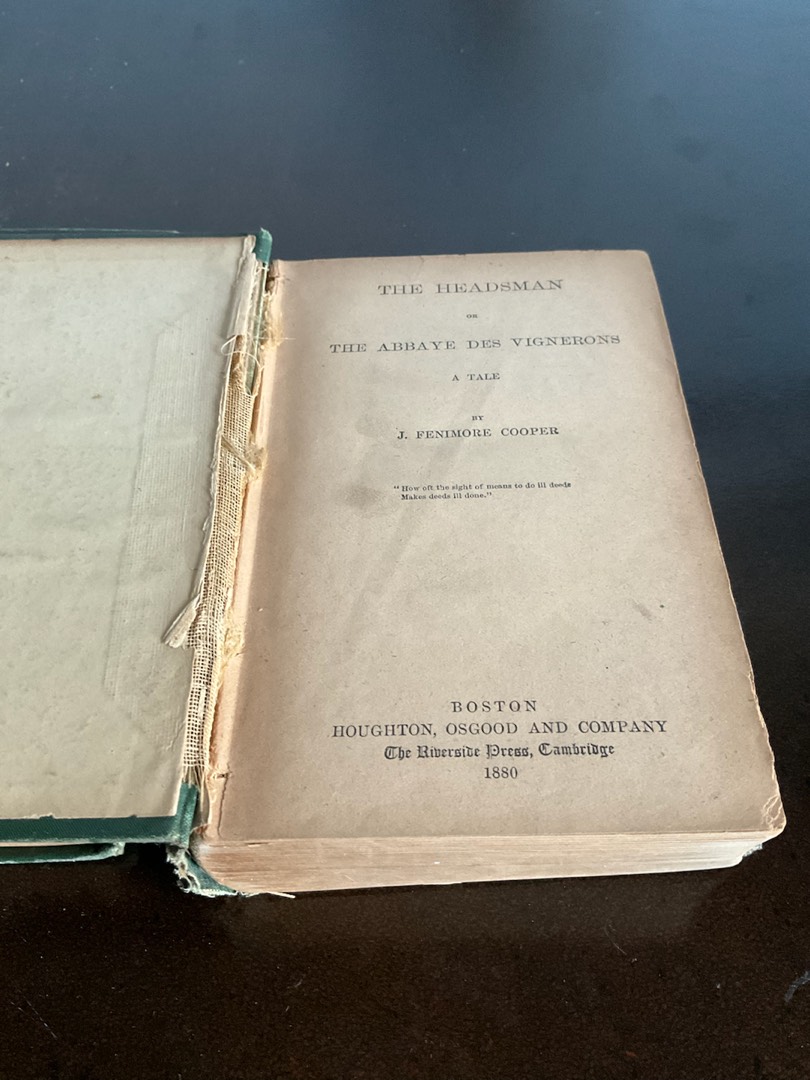 THE HEADSMAN
OR
THE ABBAYE DES VIGNERONS
A TALE
BY
J. FENIMORE COOPER
"How oft the sight of means to do ill deeds
Makes deeds ill done."
BOSTON
HOUGHTON, OSGOOD AND COMPANY
The Riverside Press, Cambridge
1880